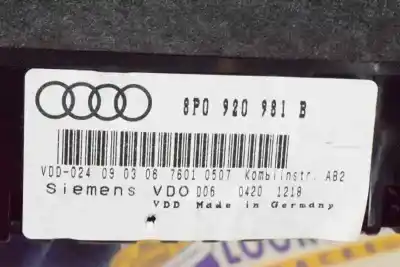 8P0 920 981 B
VDD-024 09 03 06 7601 0507 Kombiinstr. AB2
Siemens VDO D06 0420 1218
VDD Made in Germany